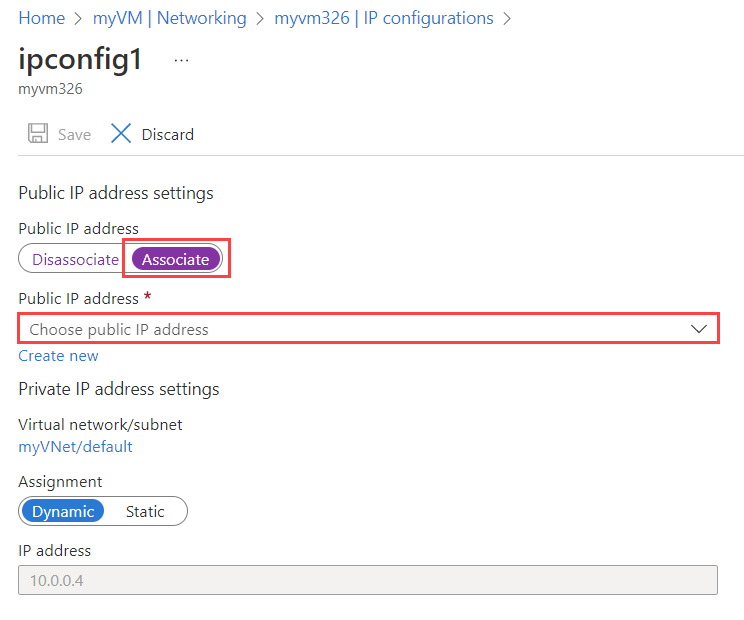 Home > myVM | Networking > myvm326 | IP configurations >
ipconfig1 ...
myvm326
Save Discard
Public IP address settings
Public IP address
Disassociate Associate
Public IP address *
Choose public IP address
Create new
Private IP address settings
Virtual network/subnet
myVNet/default
Assignment
Dynamic Static
IP address
10.0.0.4